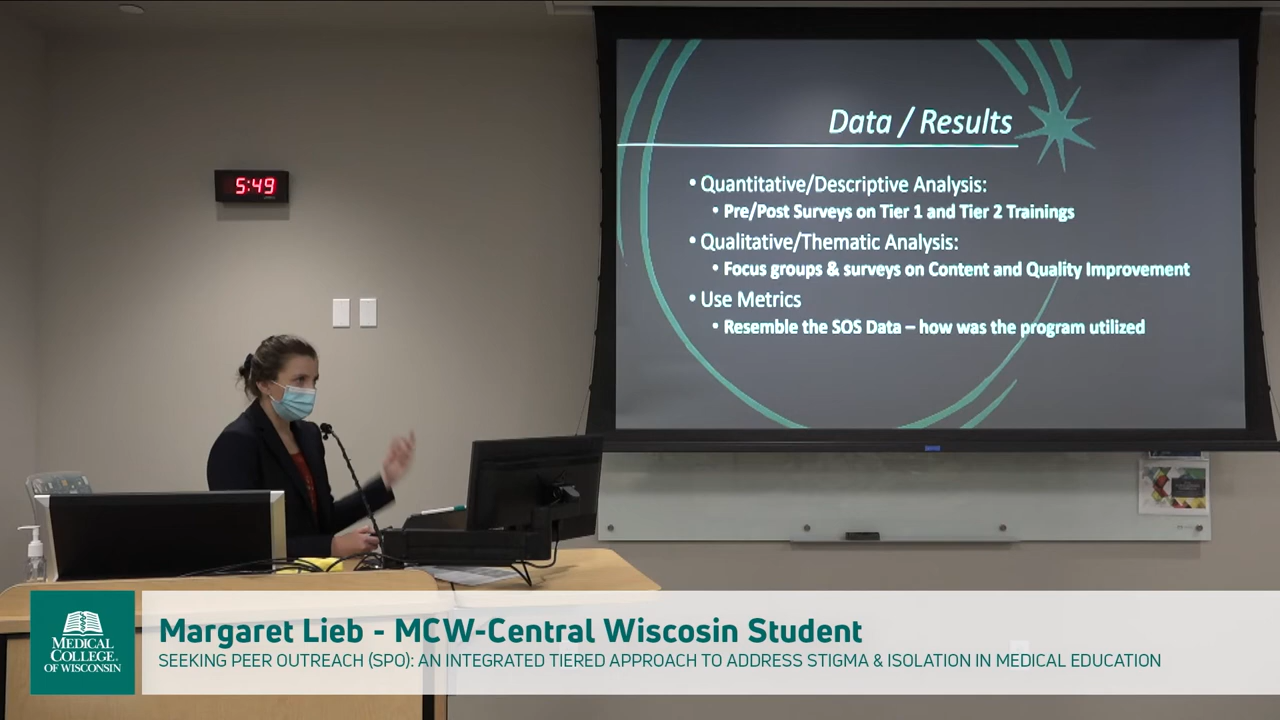 5:49
Data / Results
• Quantitative/Descriptive Analysis:
• Pre/Post Surveys on Tier 1 and Tier 2 Trainings
• Qualitative/Thematic Analysis:
• Focus groups & surveys on Content and Quality Improvement
• Use Metrics
• Resemble the SOS Data – how was the program utilized
MEDICAL
COLLEGE
OF WISCONSIN
Margaret Lieb - MCW-Central Wiscosin Student
SEEKING PEER OUTREACH (SPO): AN INTEGRATED TIERED APPROACH TO ADDRESS STIGMA & ISOLATION IN MEDICAL EDUCATION